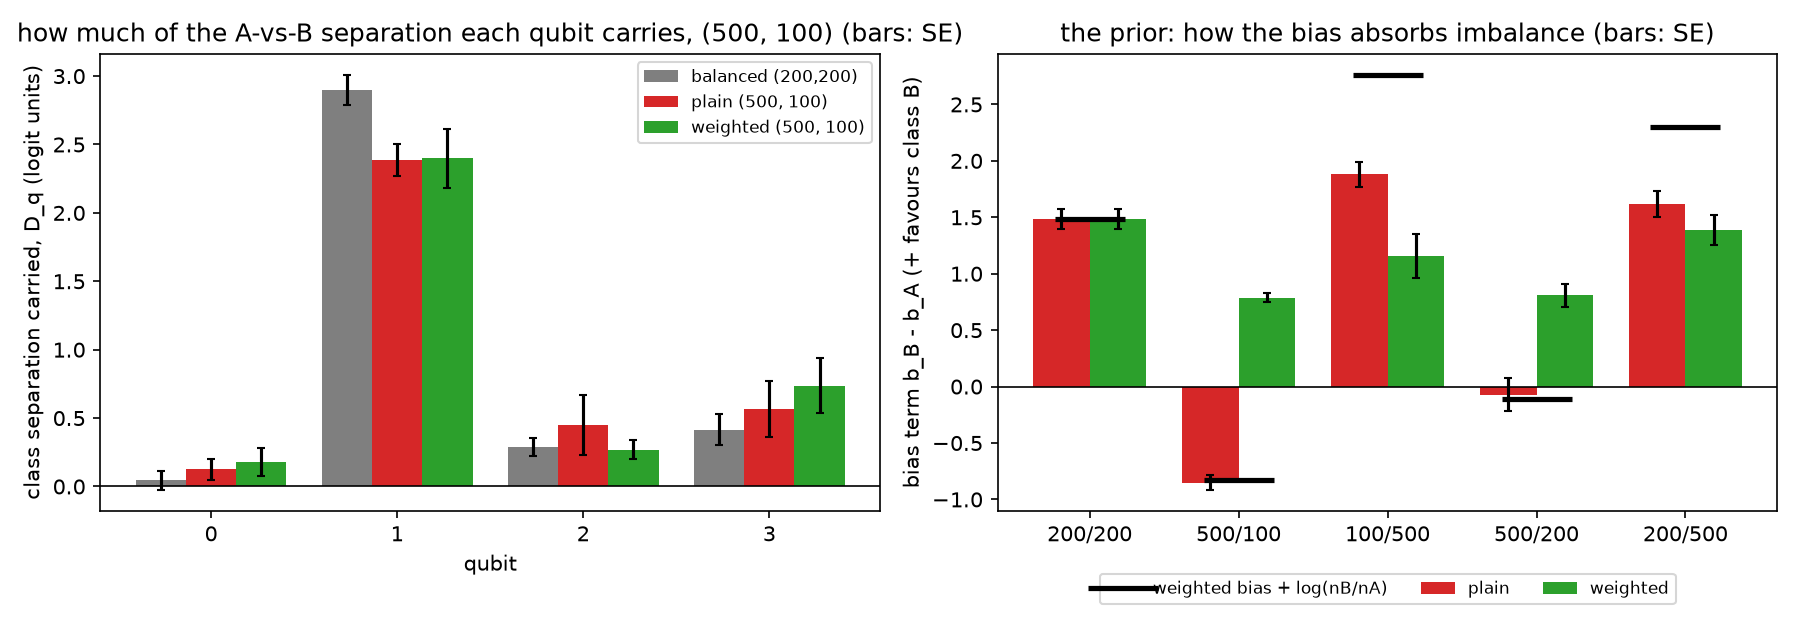 how much of the A-vs-B separation each qubit carries, (500, 100) (bars: SE)
class separation carried, D_q (logit units)
3.0
2.5
2.0
1.5
1.0
0.5
0.0
balanced (200,200)
plain (500, 100)
weighted (500, 100)
0 1 2 3
qubit
the prior: how the bias absorbs imbalance (bars: SE)
bias term b_B - b_A (+ favours class B)
2.5
2.0
1.5
1.0
0.5
0.0
−0.5
−1.0
200/200 500/100 100/500 500/200 200/500
weighted bias + log(nB/nA) plain weighted